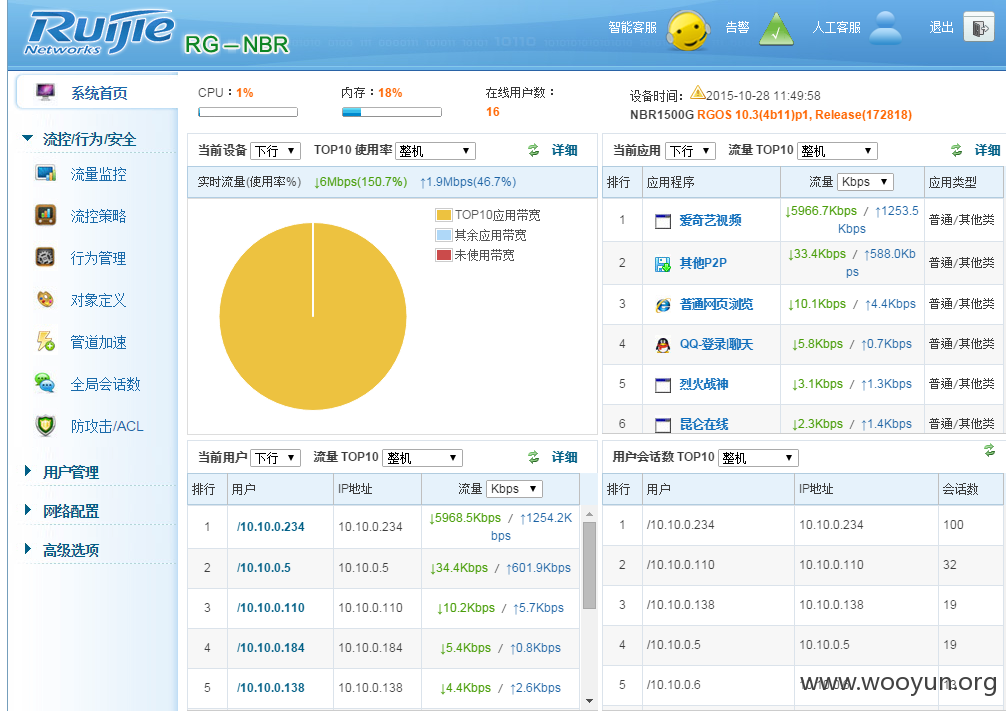 Ruijie
Networks
RG－NBR
智能客服
告警
人工客服
退出
系统首页
流控/行为/安全
流量监控
流控策略
行为管理
对象定义
管道加速
全局会话数
防攻击/ACL
用户管理
网络配置
高级选项
CPU：1%
内存：18%
在线用户数：
16
设备时间： 2015-10-28 11:49:58
NBR1500G RGOS 10.3(4b11)p1, Release(172818)
当前设备 下行 TOP10 使用率 整机 详细
实时流量(使用率%) ↓6Mbps(150.7%) ↑1.9Mbps(46.7%)
TOP10应用带宽
其余应用带宽
未使用带宽
当前应用 下行 流量 TOP10 整机 详细
排行 应用程序 流量 Kbps 应用类型
1 爱奇艺视频 ↓5966.7Kbps / ↑1253.5 普通/其他类
Kbps
2 其他P2P ↓33.4Kbps / ↑588.0Kb 普通/其他类
ps
3 普通网页浏览 ↓10.1Kbps / ↑4.4Kbps 普通/其他类
4 QQ-登录|聊天 ↓5.8Kbps / ↑0.7Kbps 普通/其他类
5 烈火战神 ↓3.1Kbps / ↑1.3Kbps 普通/其他类
6 昆仑在线 ↓2.3Kbps / ↑1.4Kbps 普通/其他类
当前用户 下行 流量 TOP10 整机 详细
排行 用户 IP地址 流量 Kbps
1 /10.10.0.234 10.10.0.234 ↓5968.5Kbps / ↑1254.2K
bps
2 /10.10.0.5 10.10.0.5 ↓34.4Kbps / ↑601.9Kbps
3 /10.10.0.110 10.10.0.110 ↓10.2Kbps / ↑5.7Kbps
4 /10.10.0.184 10.10.0.184 ↓5.4Kbps / ↑0.8Kbps
5 /10.10.0.138 10.10.0.138 ↓4.4Kbps / ↑2.6Kbps
用户会话数 TOP10 整机
排行 用户 IP地址 会话数
1 /10.10.0.234 10.10.0.234 100
2 /10.10.0.110 10.10.0.110 32
3 /10.10.0.138 10.10.0.138 19
4 /10.10.0.5 10.10.0.5 19
5 /10.10.0.6
www.wooyun.org